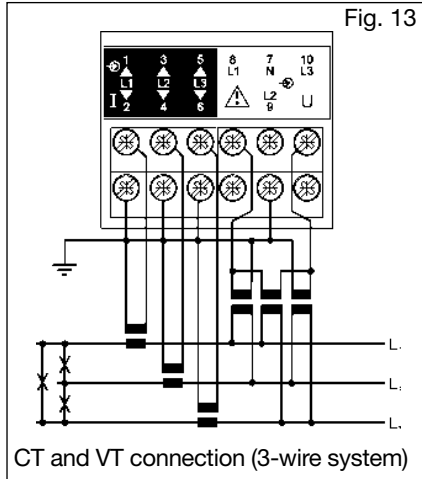 Fig. 13
1 3 5 8 7 10
L1 N L3
L1 L2 L3
I L2 U
2 4 6 9
L
L
L
CT and VT connection (3-wire system)